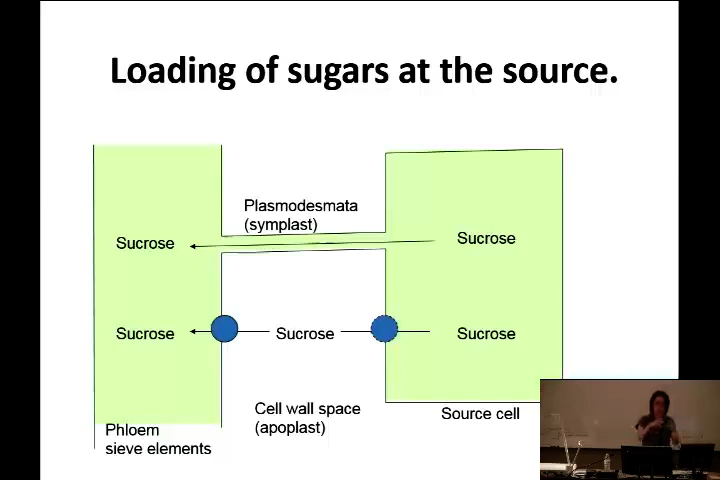 Loading of sugars at the source.
Plasmodesmata
(symplast)
Sucrose
Sucrose
Sucrose
Sucrose
Sucrose
Cell wall space
(apoplast)
Source cell
Phloem
sieve elements